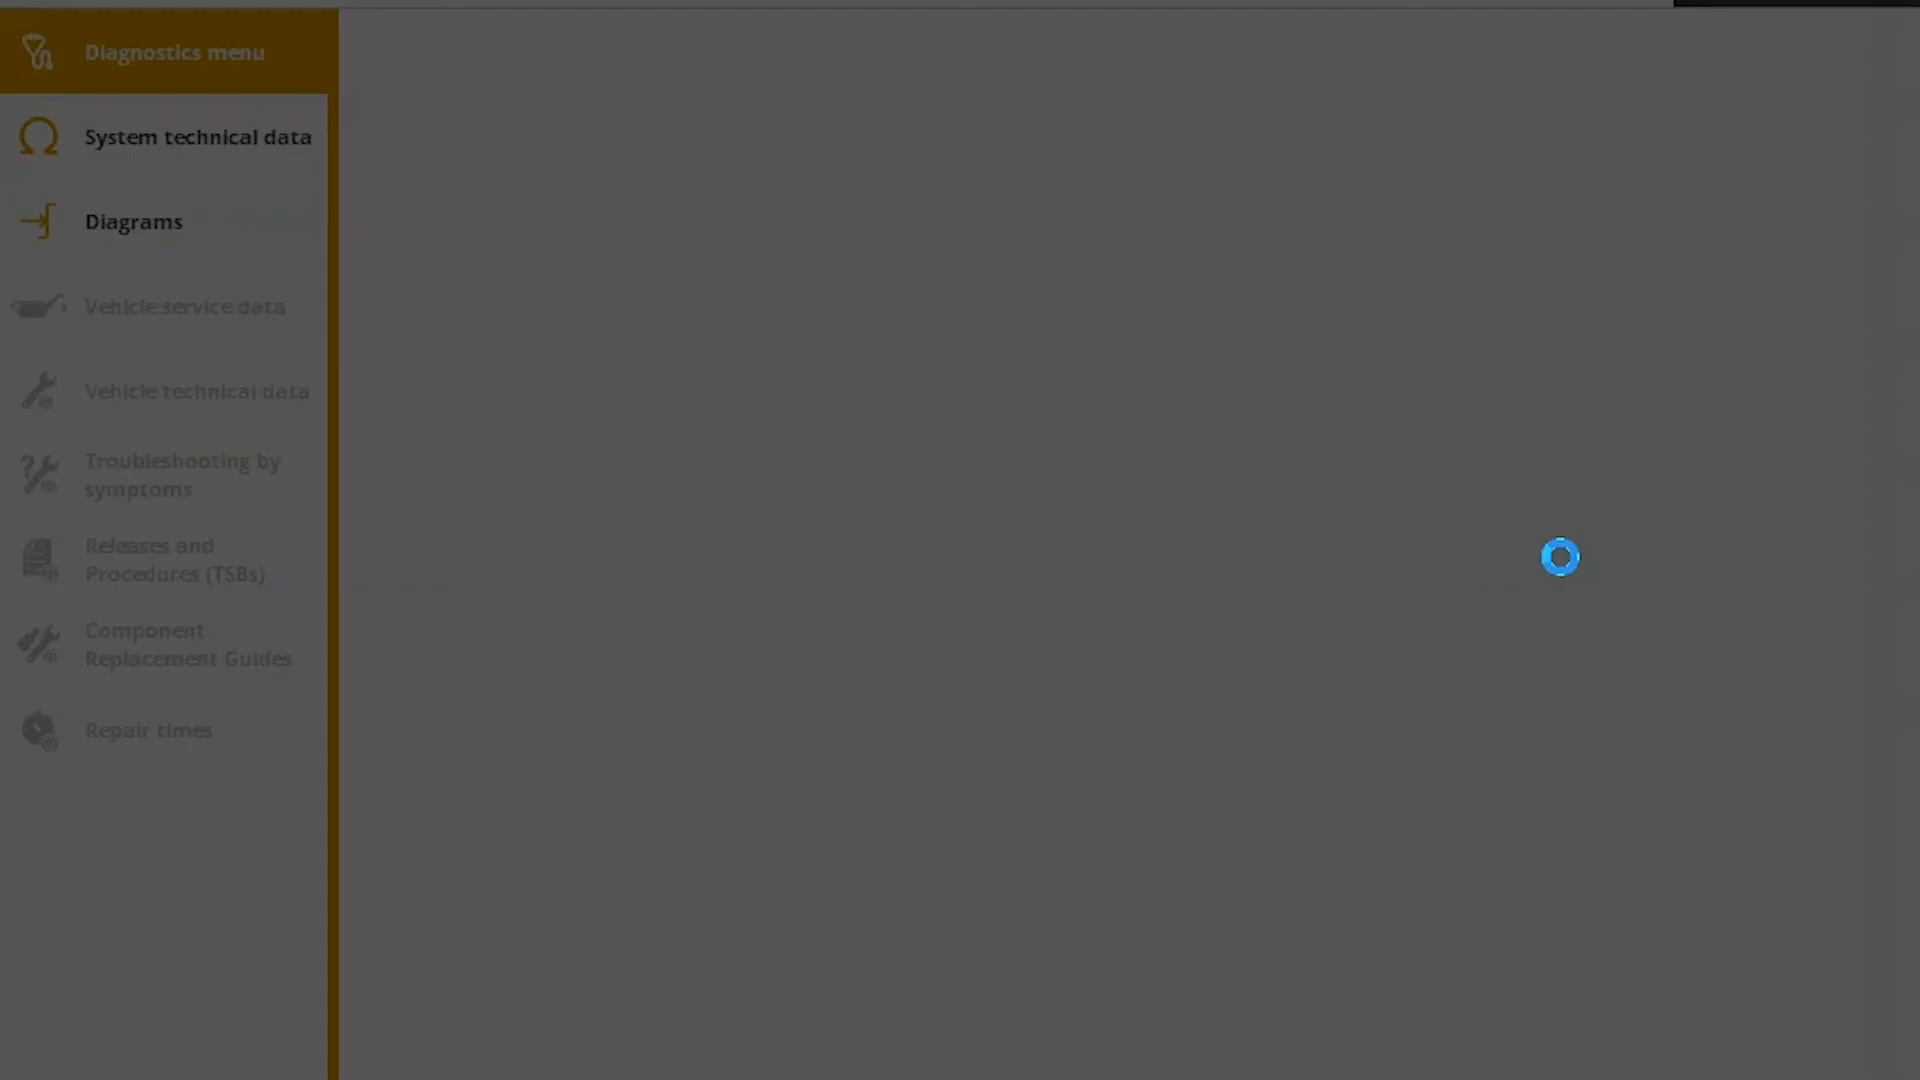 Diagnostics menu
System technical data
Diagrams
Vehicle service data
Vehicle technical data
Troubleshooting by
symptoms
Releases and
Procedures (TSBs)
Component
Replacement Guides
Repair times